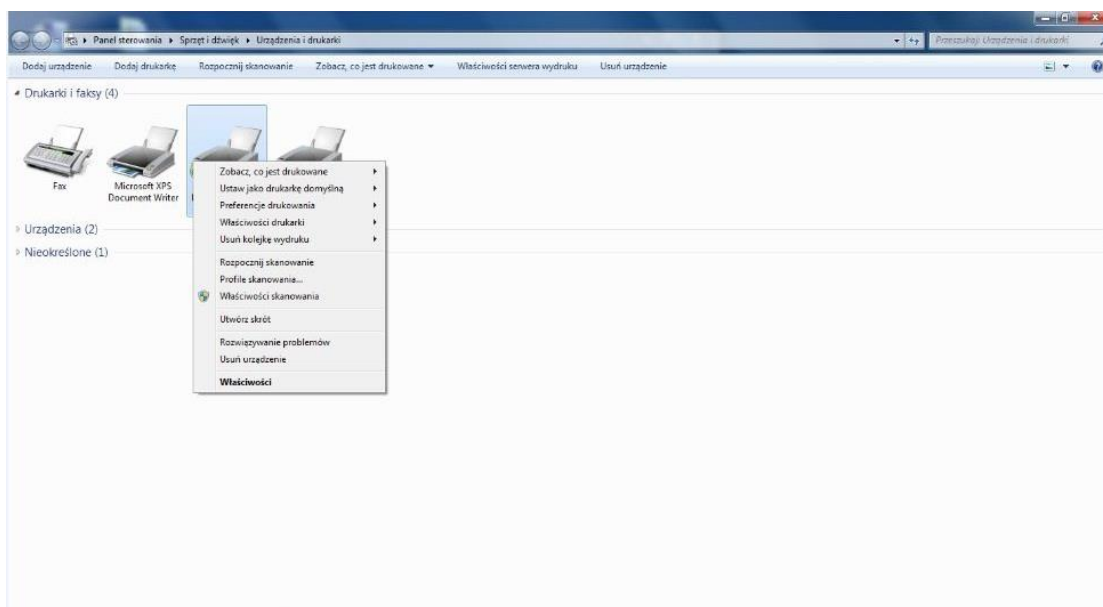 Panel sterowania Sprzęt i dźwięk Urządzenia i drukarki
Przeszukaj: Urządzenia i drukarki
Dodaj urządzenie Dodaj drukarkę Rozpocznij skanowanie Zobacz, co jest drukowane Właściwości serwera wydruku Usuń urządzenie
Drukarki i faksy (4)
Fax
Microsoft XPS
Document Writer
Zobacz, co jest drukowane
Ustaw jako drukarkę domyślną
Preferencje drukowania
Właściwości drukarki
Usuń kolejkę wydruku
Rozpocznij skanowanie
Profile skanowania...
Właściwości skanowania
Utwórz skrót
Rozwiązywanie problemów
Usuń urządzenie
Właściwości
Urządzenia (2)
Nieokreślone (1)